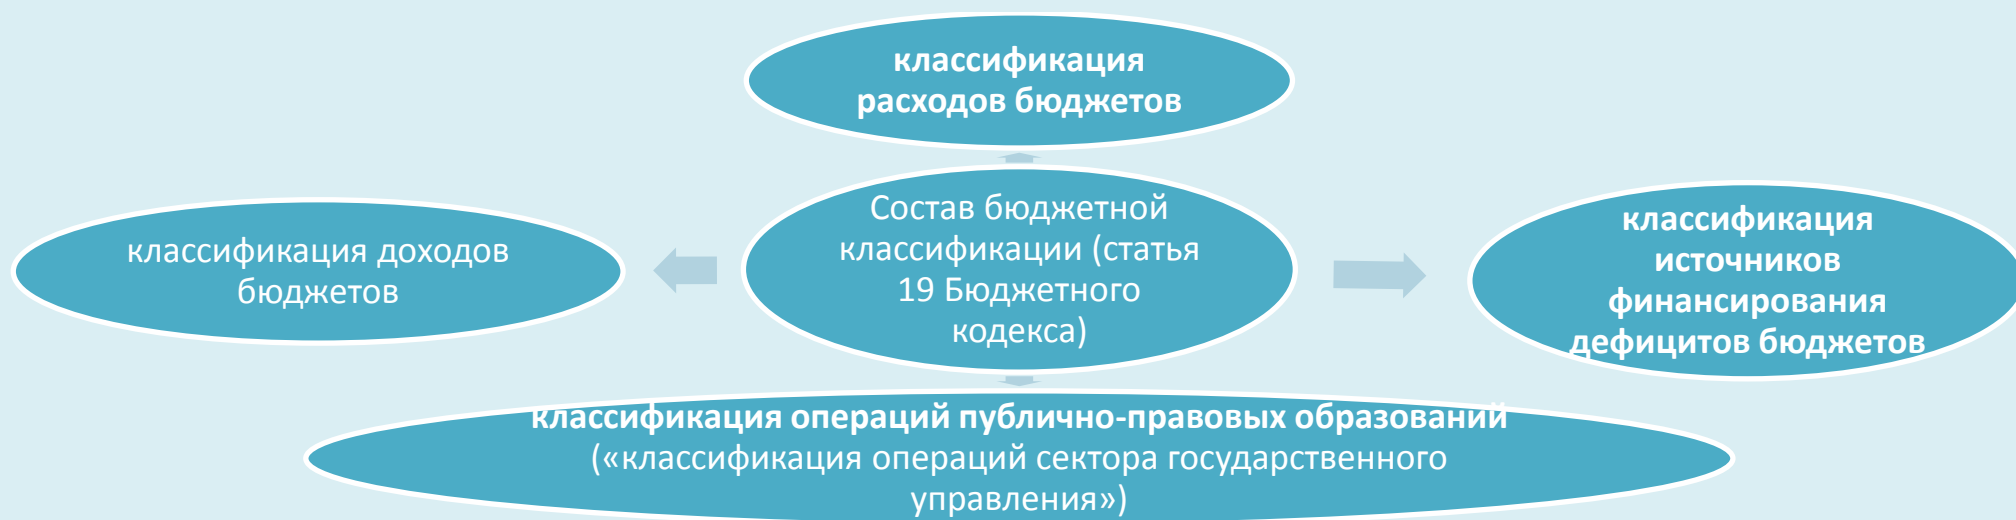 классификация
расходов бюджетов
классификация доходов
бюджетов
Состав бюджетной
классификации (статья
19 Бюджетного
кодекса)
классификация
источников
финансирования
дефицитов бюджетов
классификация операций публично-правовых образований
(«классификация операций сектора государственного
управления»)